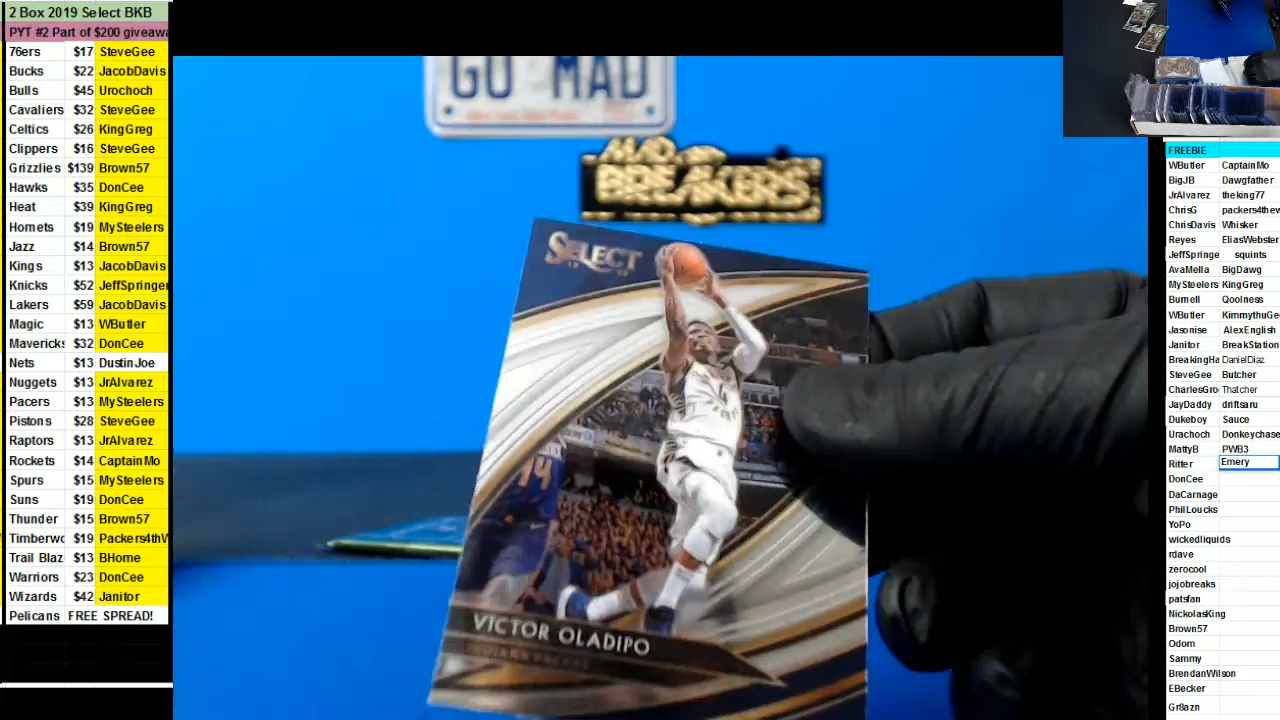 2 Box 2019 Select BKB
PYT #2 Part of $200 giveawa
76ers $17 SteveGee
Bucks $22 JacobDavis
Bulls $45 Urochoch
Cavaliers $32 SteveGee
Celtics $26 KingGreg
Clippers $16 SteveGee
Grizzlies $139 Brown57
Hawks $35 DonCee
Heat $39 KingGreg
Hornets $19 MySteelers
Jazz $14 Brown57
Kings $13 JacobDavis
Knicks $52 JeffSpringer
Lakers $59 JacobDavis
Magic $13 WButler
Mavericks $32 DonCee
Nets $13 DustinJoe
Nuggets $13 JrAlvarez
Pacers $13 MySteelers
Pistons $28 SteveGee
Raptors $13 JrAlvarez
Rockets $14 CaptainMo
Spurs $15 MySteelers
Suns $19 DonCee
Thunder $15 Brown57
Timberwo $19 Packers4thW
Trail Blaz $13 BHome
Warriors $23 DonCee
Wizards $42 Janitor
Pelicans FREE SPREAD!
GO MAD
MAD
BREAKERS
SELECT
44
VICTOR OLADIPO
FREEBIE
WButler CaptainMo
BigJB Dawgfather
JrAlvarez theking77
ChrisG packers4thew
ChrisDavis Whisker
Reyes EliasWebster
JeffSpringe squints
AvaMella BigDawg
MySteelers KingGreg
Burnell Qoolness
WButler KimmythuGe
Jasonise AlexEnglish
Janitor BreakStation
BreakingHa DanielDiaz
SteveGee Butcher
CharlesGro Thatcher
JayDaddy driftsaru
Dukeboy Sauce
Urachoch Donkeychase
MattyB PWB3
Ritter Emery
DonCee
DaCarnage
PhilLoucks
YoPo
wickedliquids
rdave
zerocool
jojobreaks
patsfan
NickolasKing
Brown57
Odom
Sammy
BrendanWilson
EBecker
Gr8azn